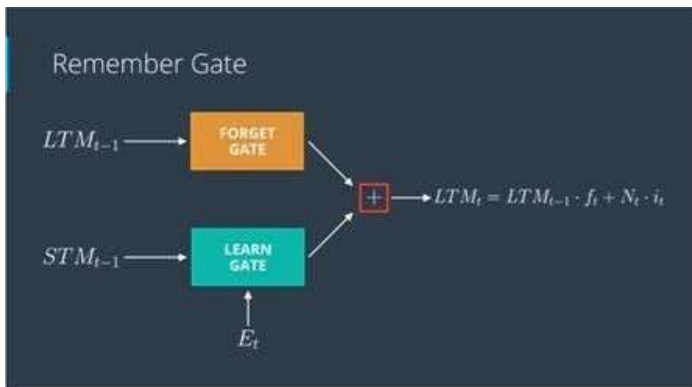 Remember Gate
LTM_{t-1}
FORGET
GATE
+
LTM_t = LTM_{t-1} · f_t + N_t · i_t
STM_{t-1}
LEARN
GATE
E_t